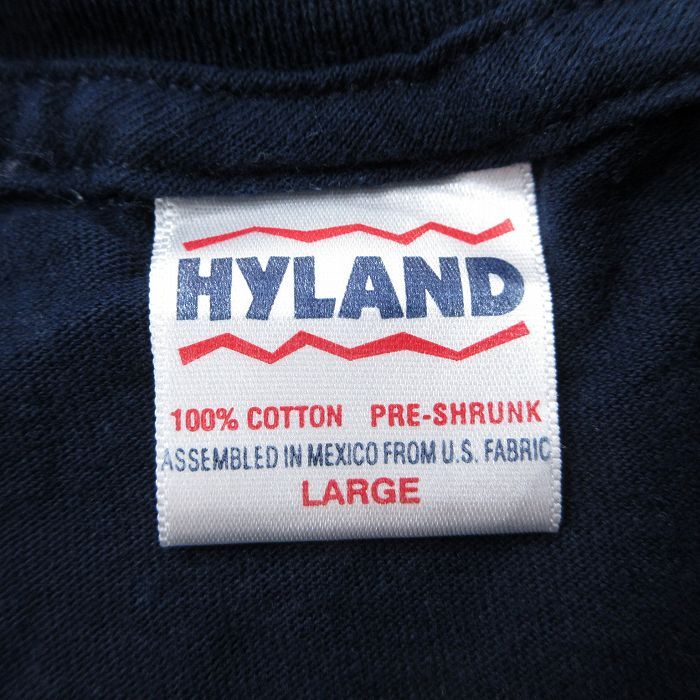 HYLAND
100% COTTON PRE-SHRUNK
ASSEMBLED IN MEXICO FROM U.S. FABRIC
LARGE